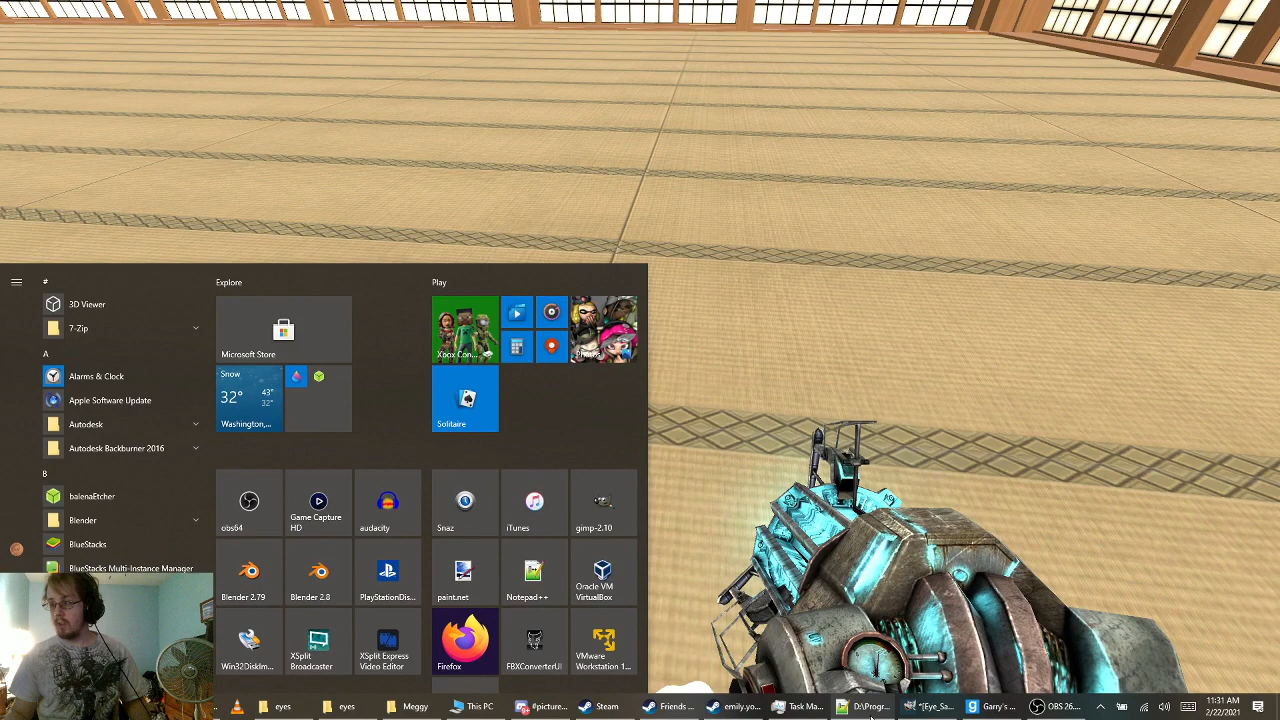 #
Explore
Play
3D Viewer
7-Zip
Microsoft Store
Xbox Con...
Photos
A
Alarms & Clock
Snow
32°
43°
32°
Washington,...
Solitaire
Apple Software Update
Autodesk
Autodesk Backburner 2016
B
balenaEtcher
Blender
BlueStacks
BlueStacks Multi-Instance Manager
obs64
Game Capture HD
audacity
Snaz
iTunes
gimp-2.10
Blender 2.79
Blender 2.8
PlayStationDis...
paint.net
Notepad++
Oracle VM VirtualBox
Win32DiskIm...
XSplit Broadcaster
XSplit Express Video Editor
Firefox
FBXConverterUI
VMware Workstation 1...
eyes
eyes
Meggy
This PC
#picture...
Steam
Friends ...
emily.yo...
Task Ma...
D:\Progr...
*[Eye_Sa...
Garry's ...
OBS 26....
11:31 AM
2/22/2021